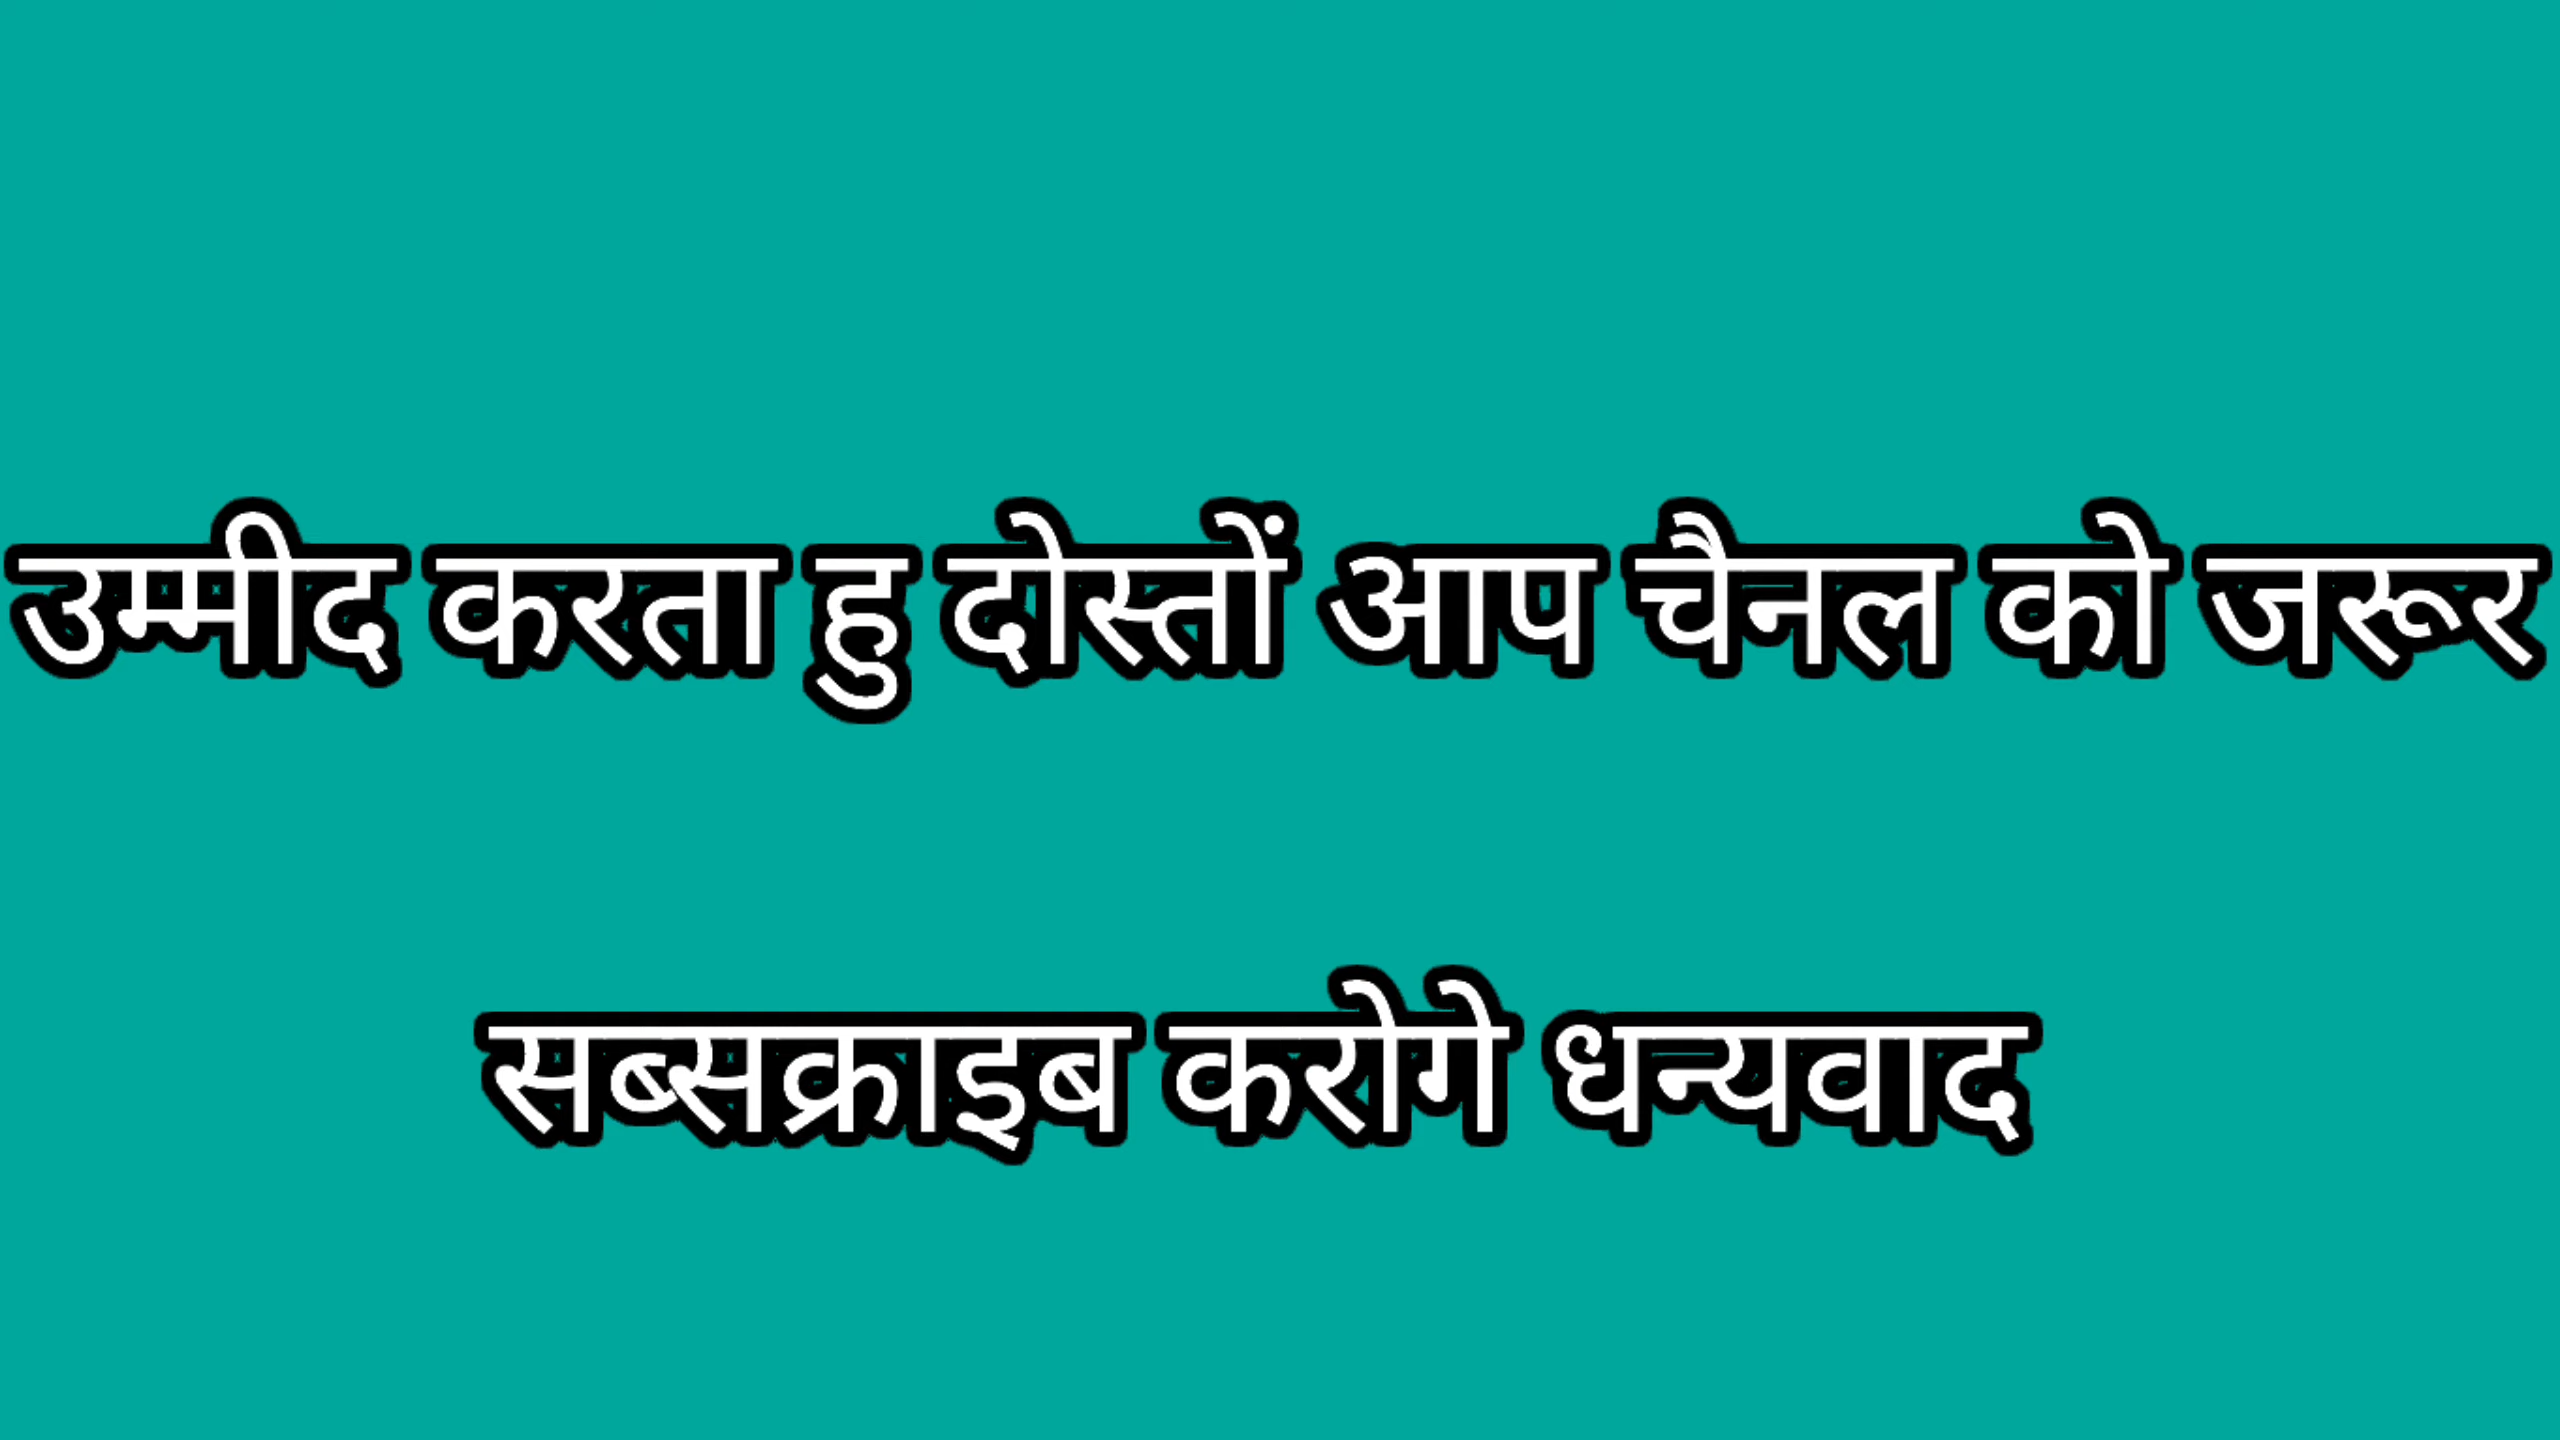 उम्मीद करता हु दोस्तों आप चैनल को जरूर
सब्सक्राइब करोगे धन्यवाद